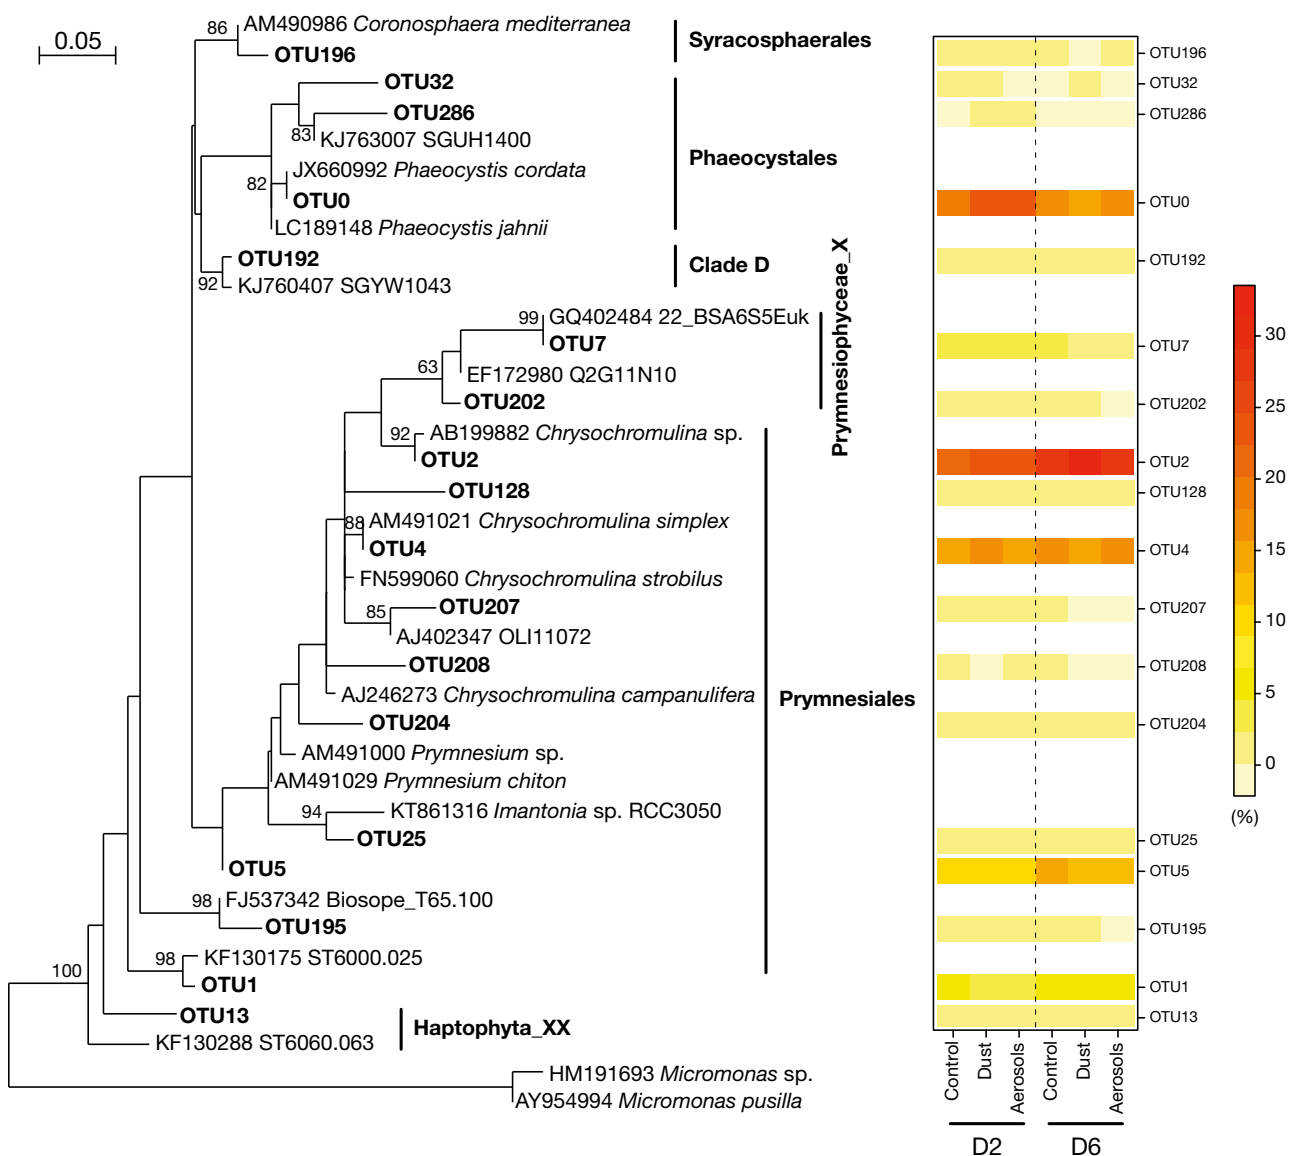 0.05
86
AM490986 Coronosphaera mediterranea
OTU196
Syracosphaerales
OTU32
OTU286
83
KJ763007 SGUH1400
JX660992 Phaeocystis cordata
82
OTU0
LC189148 Phaeocystis jahnii
Phaeocystales
OTU192
92
KJ760407 SGYW1043
Clade D
99
GQ402484 22_BSA6S5Euk
OTU7
63
EF172980 Q2G11N10
OTU202
Prymnesiophyceae_X
92
AB199882 Chrysochromulina sp.
OTU2
OTU128
88
AM491021 Chrysochromulina simplex
OTU4
FN599060 Chrysochromulina strobilus
OTU207
85
AJ402347 OLI11072
OTU208
AJ246273 Chrysochromulina campanulifera
Prymnesiales
OTU204
AM491000 Prymnesium sp.
AM491029 Prymnesium chiton
94
KT861316 Imantonia sp. RCC3050
OTU25
OTU5
98
FJ537342 Biosope_T65.100
OTU195
98
KF130175 ST6000.025
OTU1
100
OTU13
KF130288 ST6060.063
Haptophyta_XX
HM191693 Micromonas sp.
AY954994 Micromonas pusilla
OTU196
OTU32
OTU286
OTU0
OTU192
OTU7
OTU202
OTU2
OTU128
OTU4
OTU207
OTU208
OTU204
OTU25
OTU5
OTU195
OTU1
OTU13
Control
Dust
Aerosols
Control
Dust
Aerosols
D2
D6
30
25
20
15
10
5
0
(%)